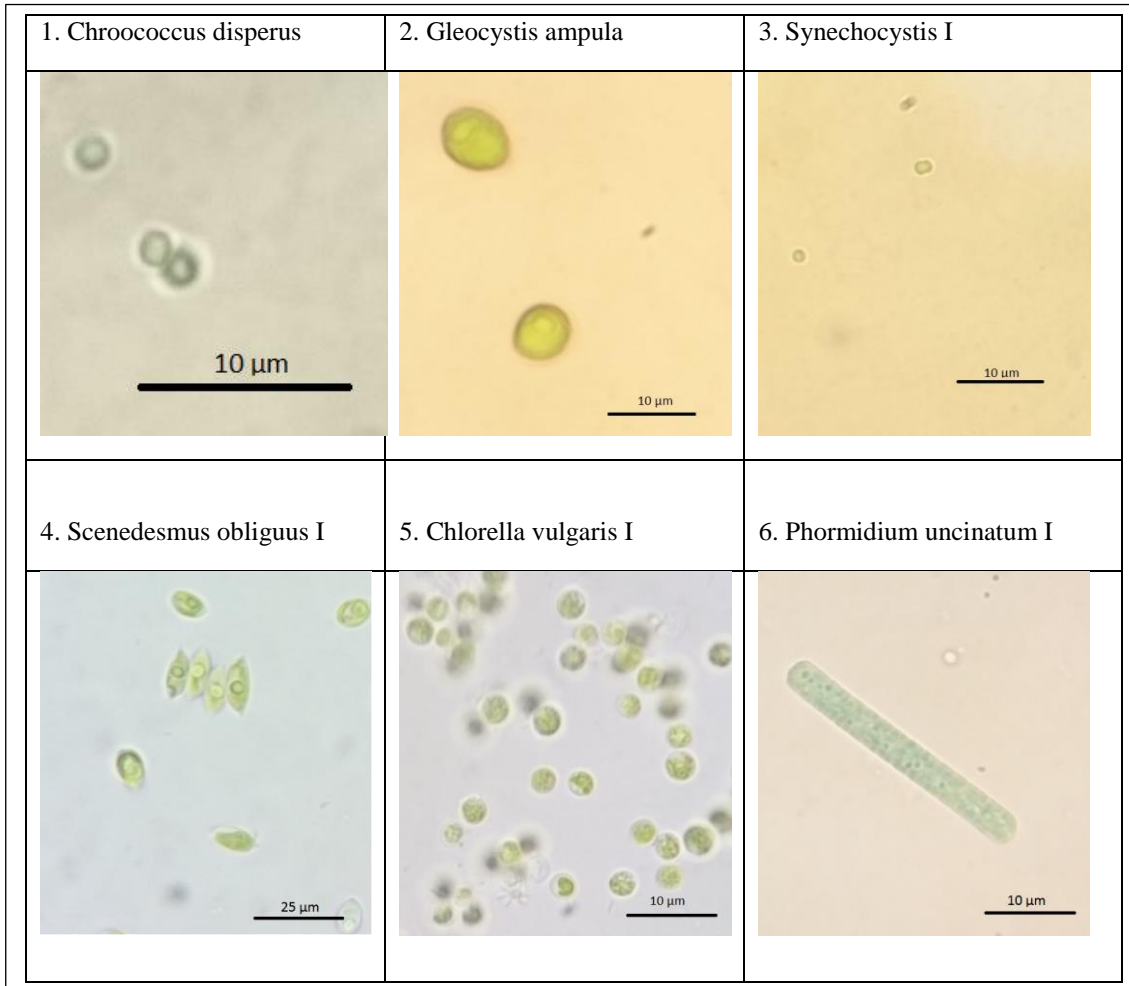 1. Chroococcus disperus
2. Gleocystis ampula
3. Synechocystis I
10 µm
10 µm
10 µm
4. Scenedesmus obliguus I
5. Chlorella vulgaris I
6. Phormidium uncinatum I
25 µm
10 µm
10 µm